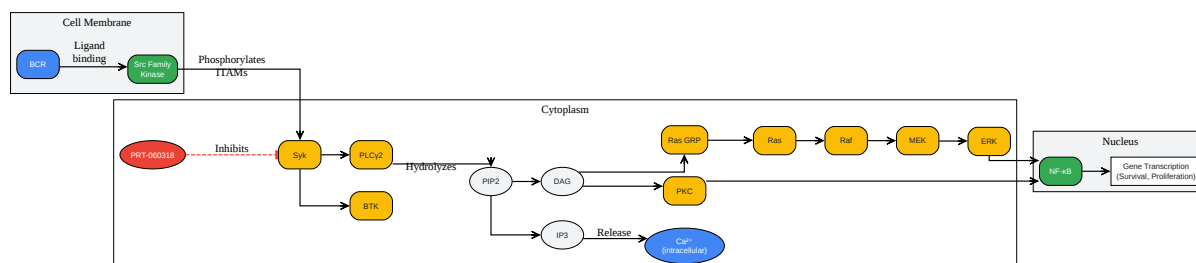 Cell Membrane
BCR
Ligand
binding
Src Family
Kinase
Phosphorylates
ITAMs
Cytoplasm
PRT-060318
Inhibits
Syk
PLCγ2
Hydrolyzes
BTK
PIP2
DAG
IP3
Release
Ca²⁺
(intracellular)
Ras GRP
PKC
Ras
Raf
MEK
ERK
Nucleus
NF-κB
Gene Transcription
(Survival, Proliferation)